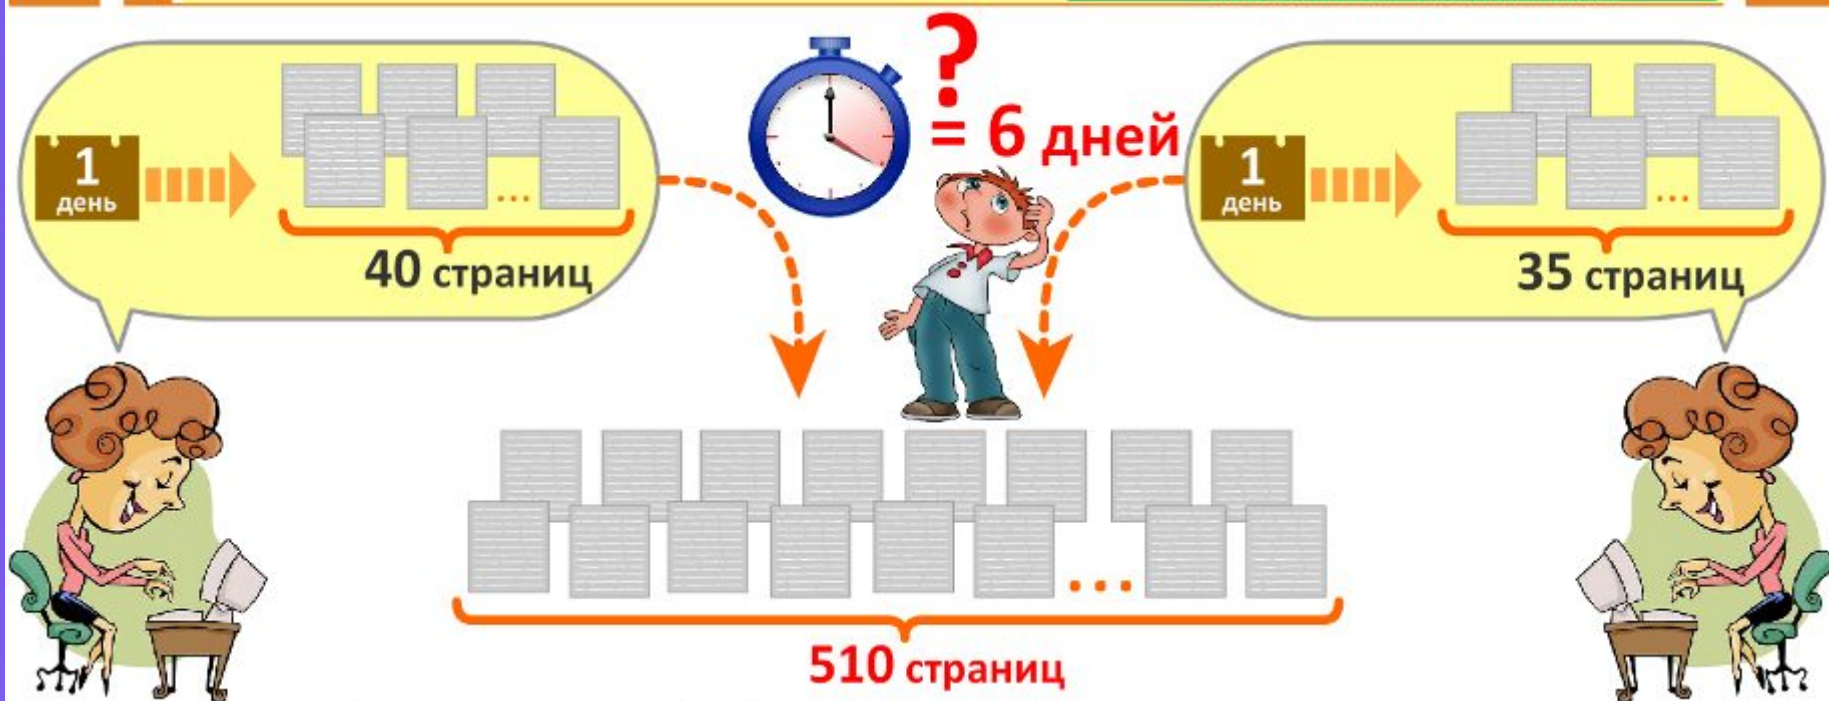 ?
= 6 дней
1
день
...
40 страниц
1
день
...
35 страниц
...
510 страниц